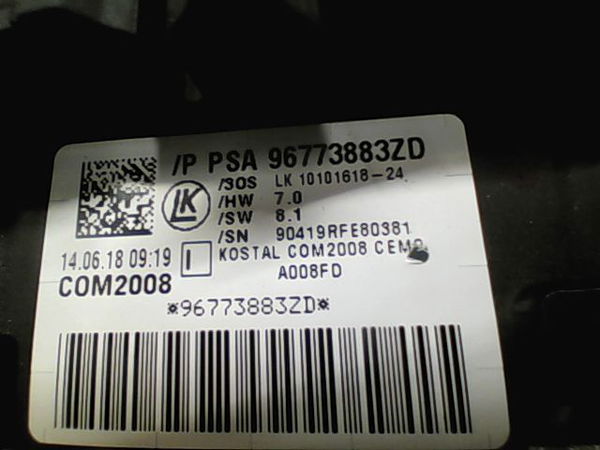 /P PSA 96773883ZD
/SOS LK 10101618-24
LK
/HW 7.0
/SW 8.1
/SN 90419RFE80381
14.06.18 09:19
KOSTAL COM2008
COM2008
A008FD
*96773883ZD*